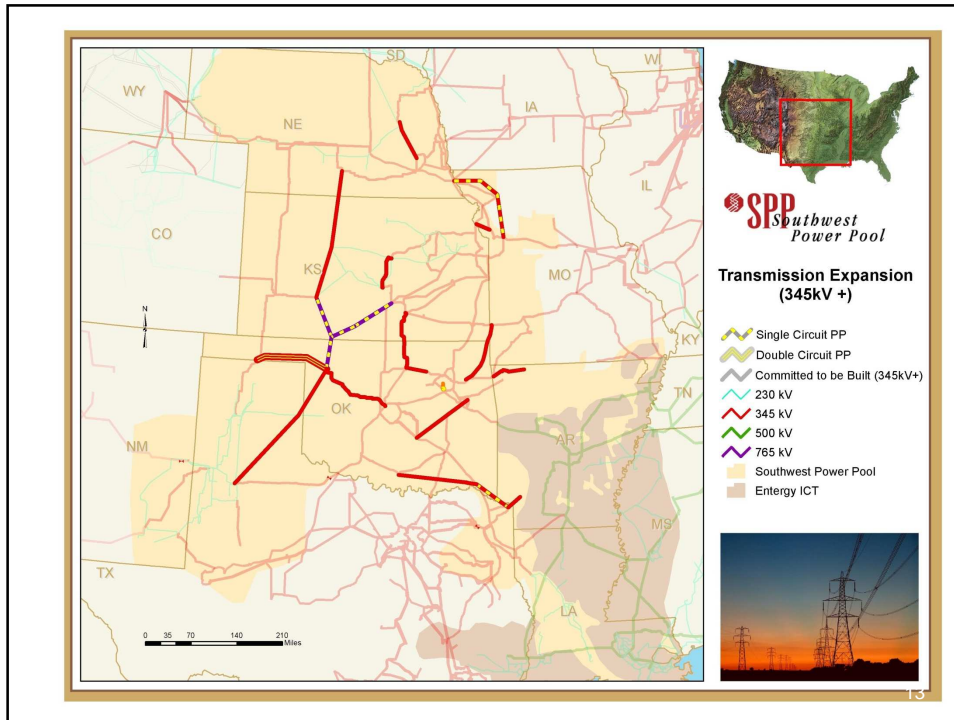 SD
WI
WY
IA
NE
IL
CO
KS
MO
N
KY
OK
TN
NM
AR
MS
TX
LA
0 35 70 140 210
Miles
SPP
Southwest
Power Pool
Transmission Expansion
(345kV +)
Single Circuit PP
Double Circuit PP
Committed to be Built (345kV+)
230 kV
345 kV
500 kV
765 kV
Southwest Power Pool
Entergy ICT
13